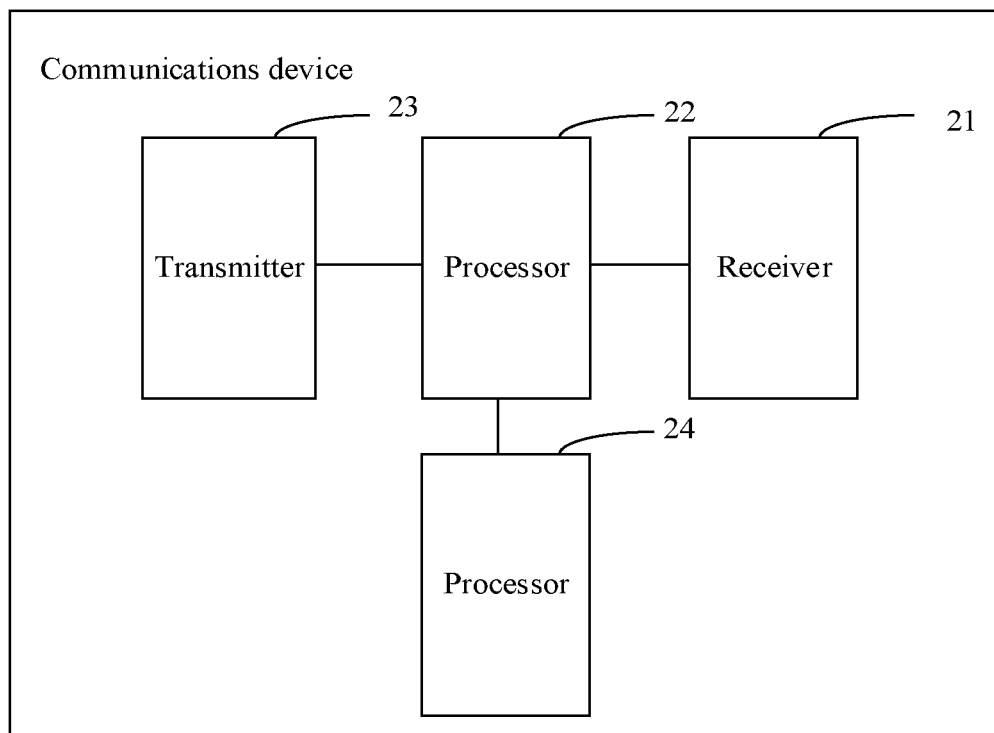 Communications device
23
22
21
Transmitter
Processor
Receiver
24
Processor